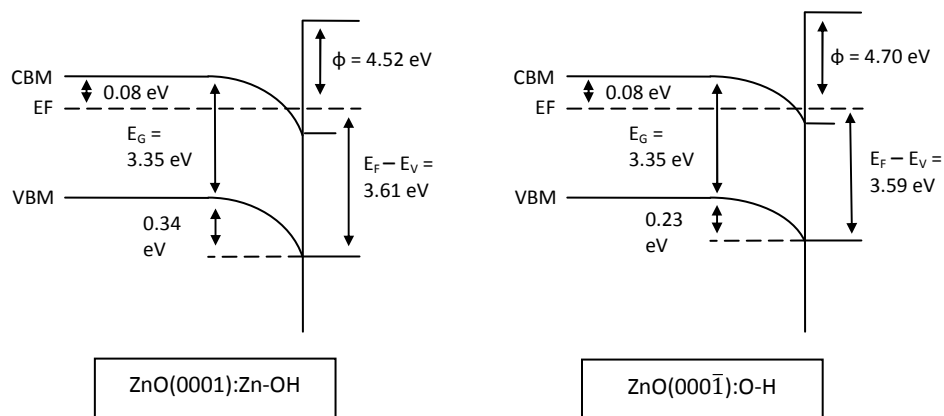 CBM
0.08 eV
EF
E_G =
3.35 eV
VBM
0.34
eV
ϕ = 4.52 eV
E_F – E_V =
3.61 eV
ZnO(0001):Zn-OH
CBM
0.08 eV
EF
E_G =
3.35 eV
VBM
0.23
eV
ϕ = 4.70 eV
E_F – E_V =
3.59 eV
ZnO(0001̅):O-H